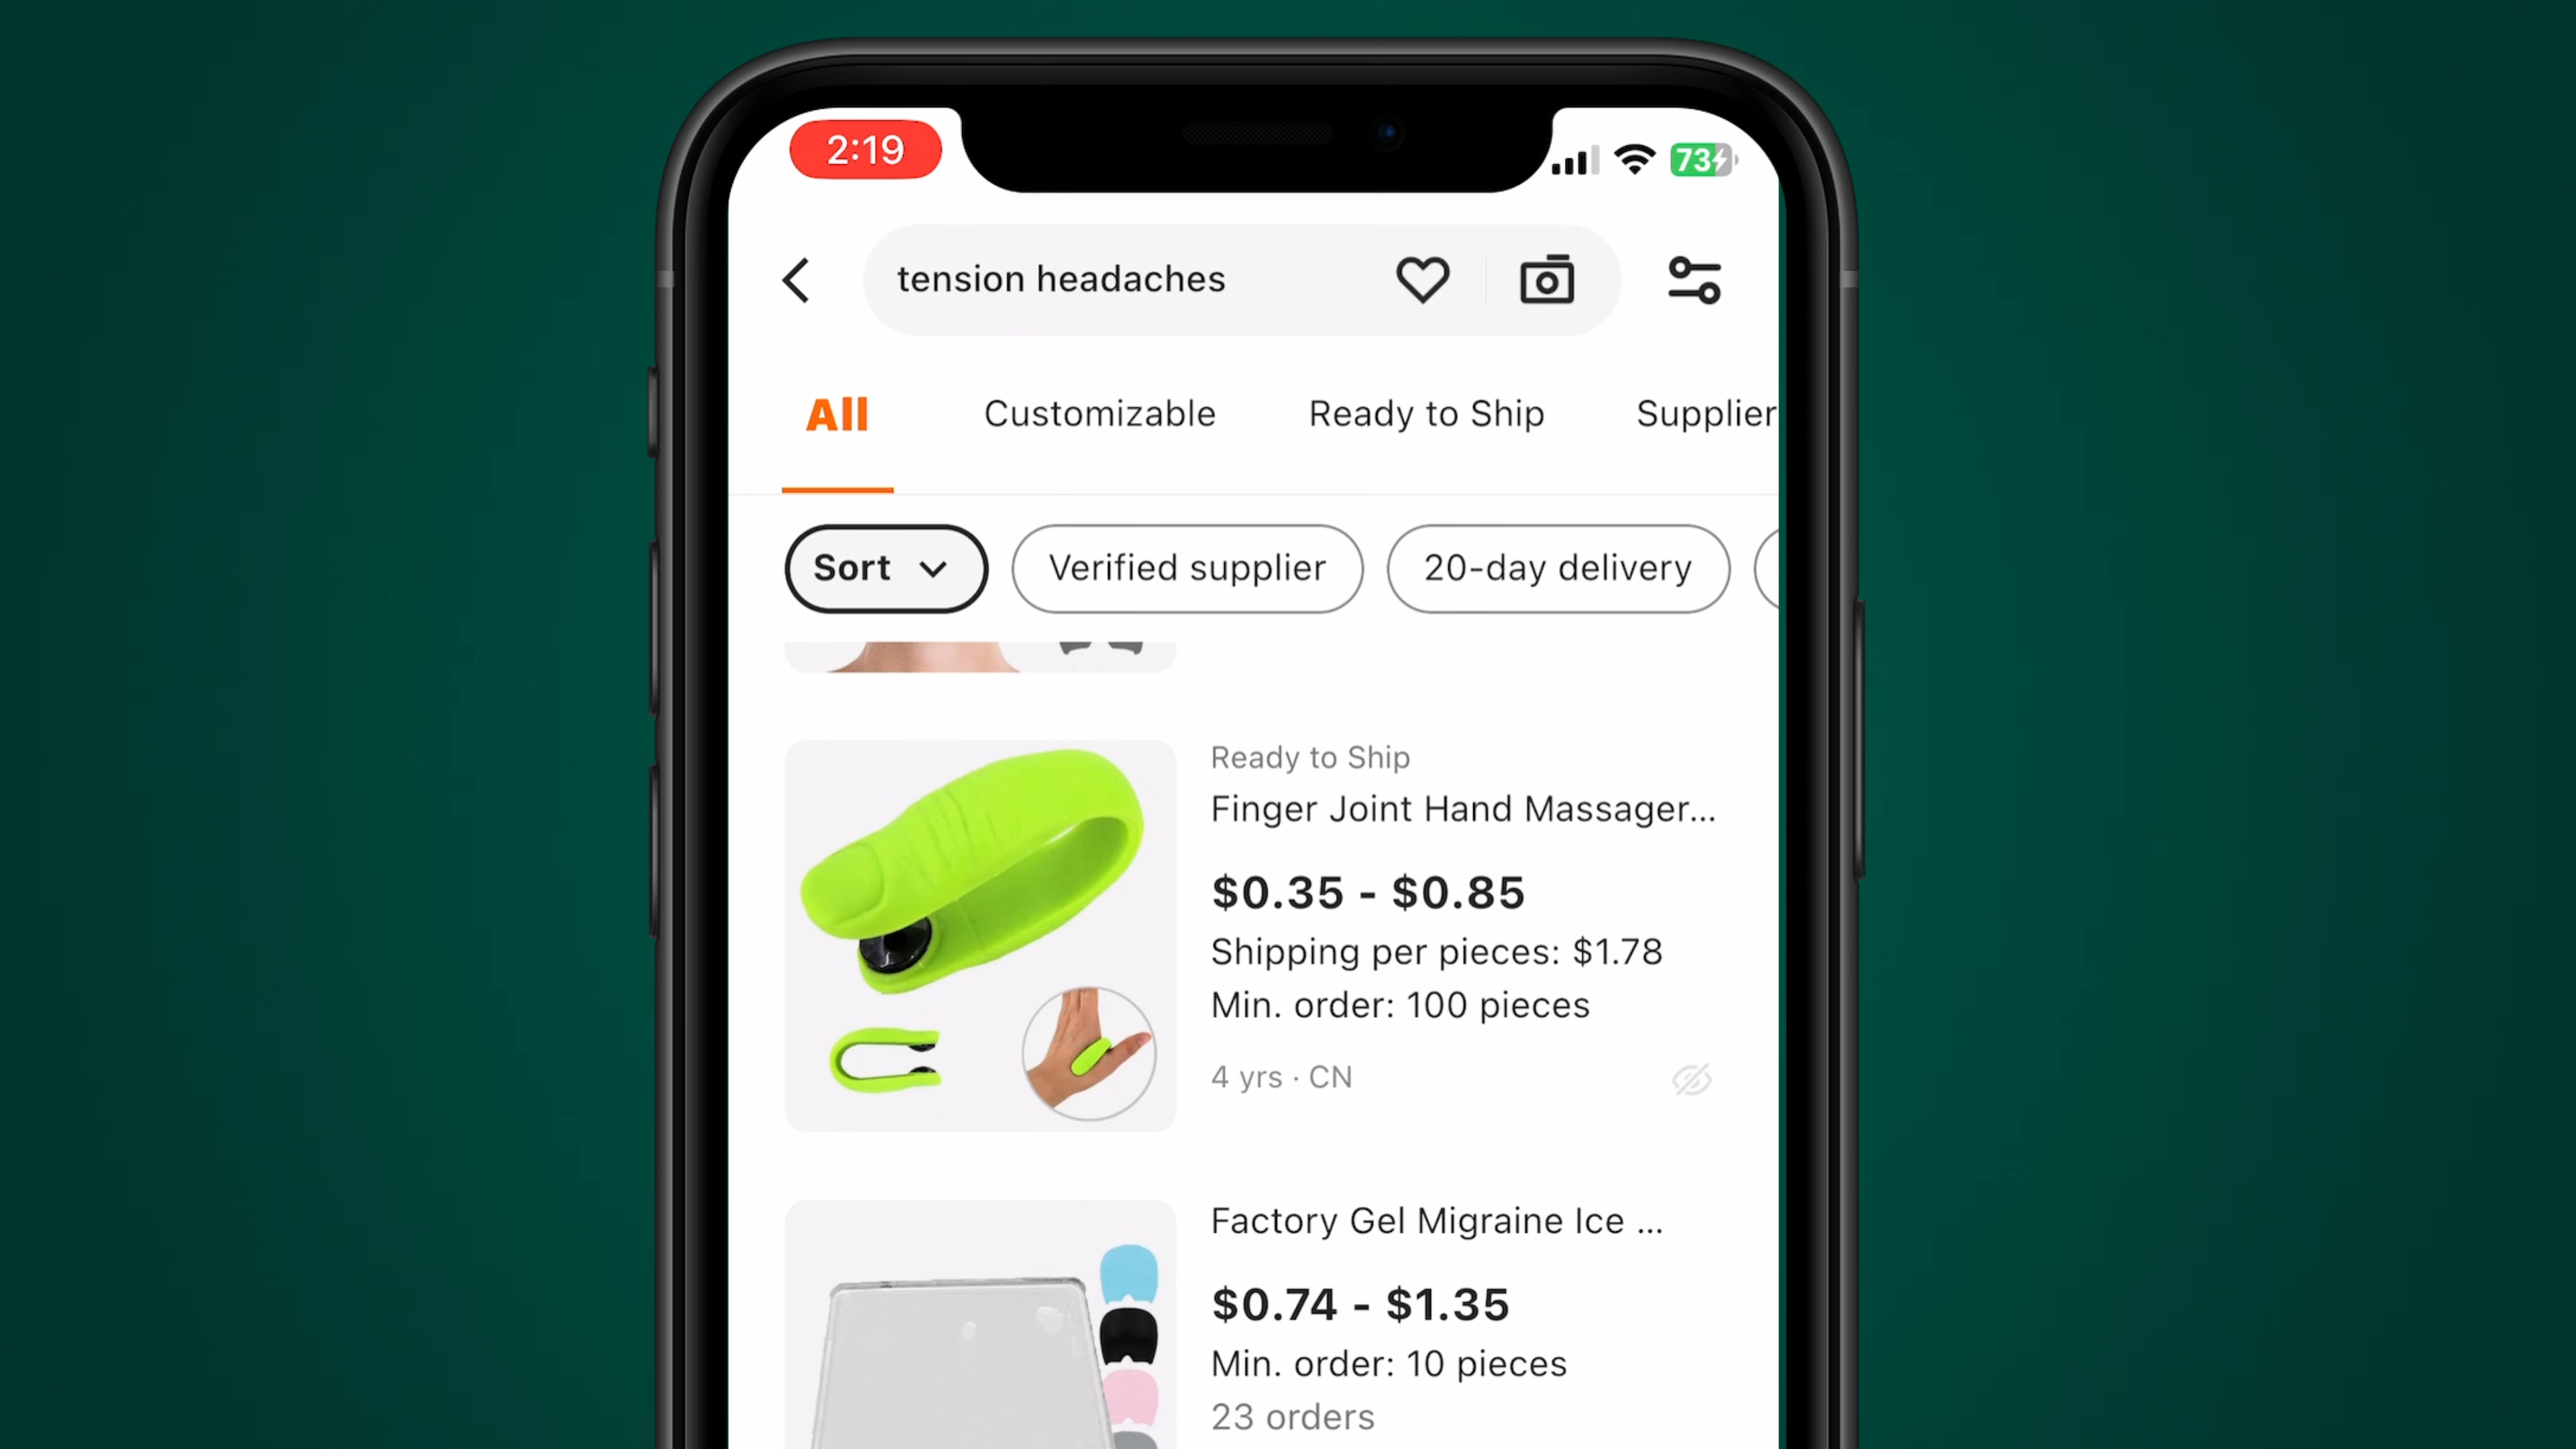 2:19
73
tension headaches
All
Customizable
Ready to Ship
Supplier
Sort
Verified supplier
20-day delivery
Ready to Ship
Finger Joint Hand Massager...
$0.35 - $0.85
Shipping per pieces: $1.78
Min. order: 100 pieces
4 yrs · CN
Factory Gel Migraine Ice ...
$0.74 - $1.35
Min. order: 10 pieces
23 orders